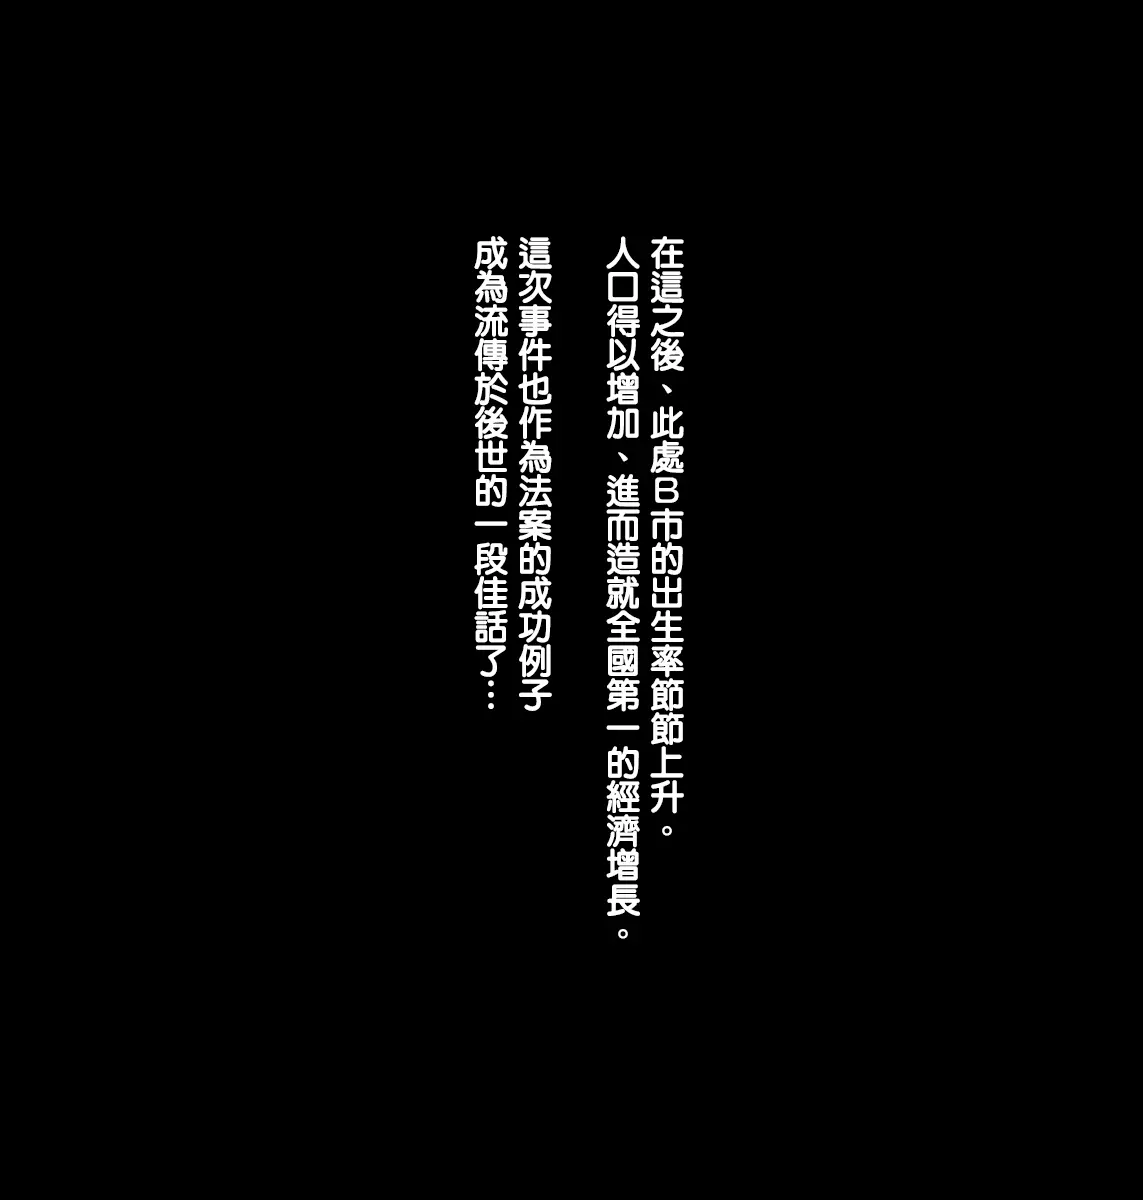 在這之後、此處Ｂ市的出生率節節上升。
人口得以增加、進而造就全國第一的經濟增長。
這次事件也作為法案的成功例子
成為流傳於後世的一段佳話了…